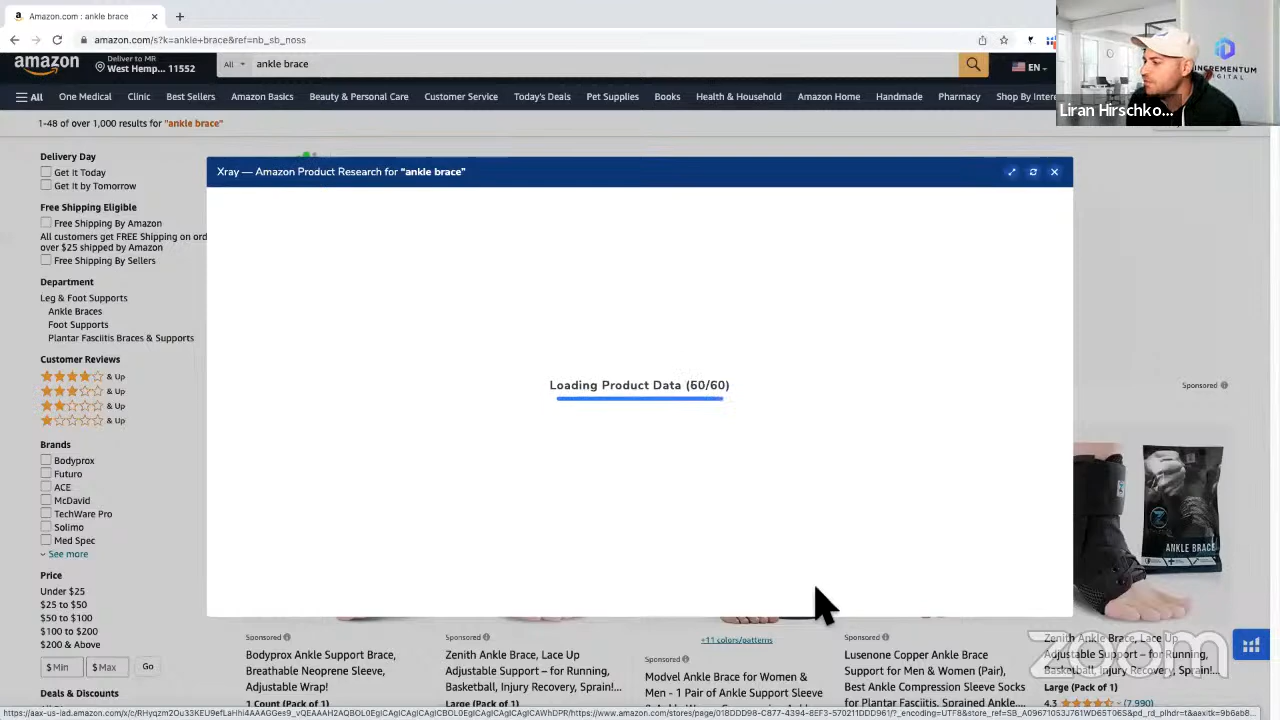 Amazon.com : ankle brace
amazon.com/s?k=ankle+brace&ref=nb_sb_noss
amazon
Deliver to MR
West Hemp... 11552
All
ankle brace
EN
All
One Medical
Clinic
Best Sellers
Amazon Basics
Beauty & Personal Care
Customer Service
Today's Deals
Pet Supplies
Books
Health & Household
Amazon Home
Handmade
Pharmacy
Shop By Inter
INCREMENTUM
DIGITAL
Liran Hirschko...
1-48 of over 1,000 results for "ankle brace"
Xray — Amazon Product Research for "ankle brace"
Loading Product Data (60/60)
Delivery Day
Get It Today
Get It by Tomorrow
Free Shipping Eligible
Free Shipping By Amazon
All customers get FREE Shipping on ord
over $25 shipped by Amazon
Free Shipping By Sellers
Department
Leg & Foot Supports
Ankle Braces
Foot Supports
Plantar Fasciitis Braces & Supports
Customer Reviews
& Up
& Up
& Up
& Up
Brands
Bodyprox
Futuro
ACE
McDavid
TechWare Pro
Solimo
Med Spec
See more
Price
Under $25
$25 to $50
$50 to $100
$100 to $200
$200 & Above
$ Min
$ Max
Go
Deals & Discounts
Sponsored
ANKLE BRACE
Sponsored
Bodyprox Ankle Support Brace,
Breathable Neoprene Sleeve,
Adjustable Wrap!
1 Count (Pack of 1)
Sponsored
Zenith Ankle Brace, Lace Up
Adjustable Support – for Running,
Basketball, Injury Recovery, Sprain!...
Large (Pack of 1)
+11 colors/patterns
Sponsored
Modvel Ankle Brace for Women &
Men - 1 Pair of Ankle Support Sleeve
Sponsored
Lusenone Copper Ankle Brace
Support for Men & Women (Pair),
Best Ankle Compression Sleeve Socks
for Plantar Fasciitis, Sprained Ankle,
Zenith Ankle Brace, Lace Up
Adjustable Support – for Running,
Basketball, Injury Recovery, Sprain!...
Large (Pack of 1)
4.3
(7,990)
zoom